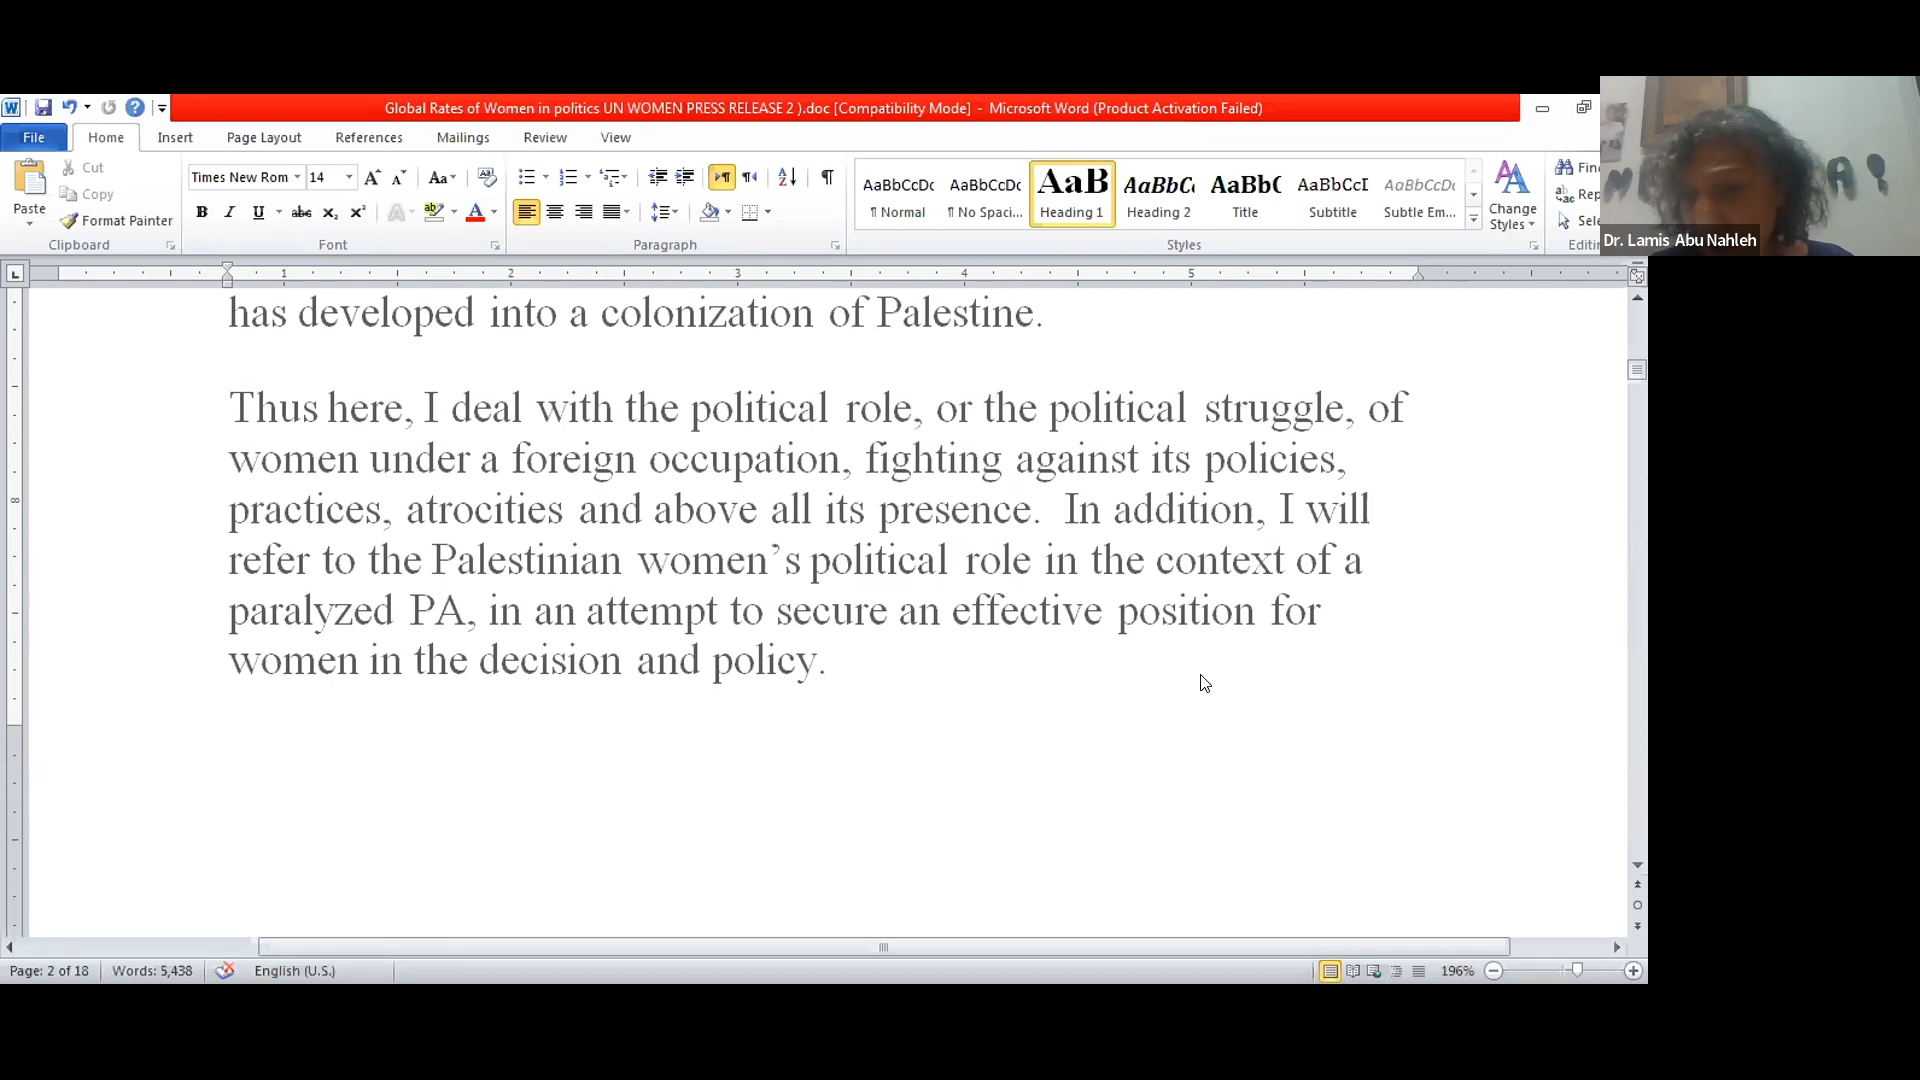 Global Rates of Women in politics UN WOMEN PRESS RELEASE 2 ).doc [Compatibility Mode] - Microsoft Word (Product Activation Failed)
File Home Insert Page Layout References Mailings Review View
Paste
Cut
Copy
Format Painter
Clipboard
Times New Rom 14
Font
Paragraph
AaBbCcDc AaBbCcDc AaB AaBbC AaBb( AaBbCcI AaBbCcDc
¶ Normal ¶ No Spaci... Heading 1 Heading 2 Title Subtitle Subtle Em...
Change
Styles
Styles
Dr. Lamis Abu Nahleh
1 2 3 4 5
has developed into a colonization of Palestine.
Thus here, I deal with the political role, or the political struggle, of
women under a foreign occupation, fighting against its policies,
practices, atrocities and above all its presence. In addition, I will
refer to the Palestinian women’s political role in the context of a
paralyzed PA, in an attempt to secure an effective position for
women in the decision and policy.
Page: 2 of 18 Words: 5,438 English (U.S.) 196%